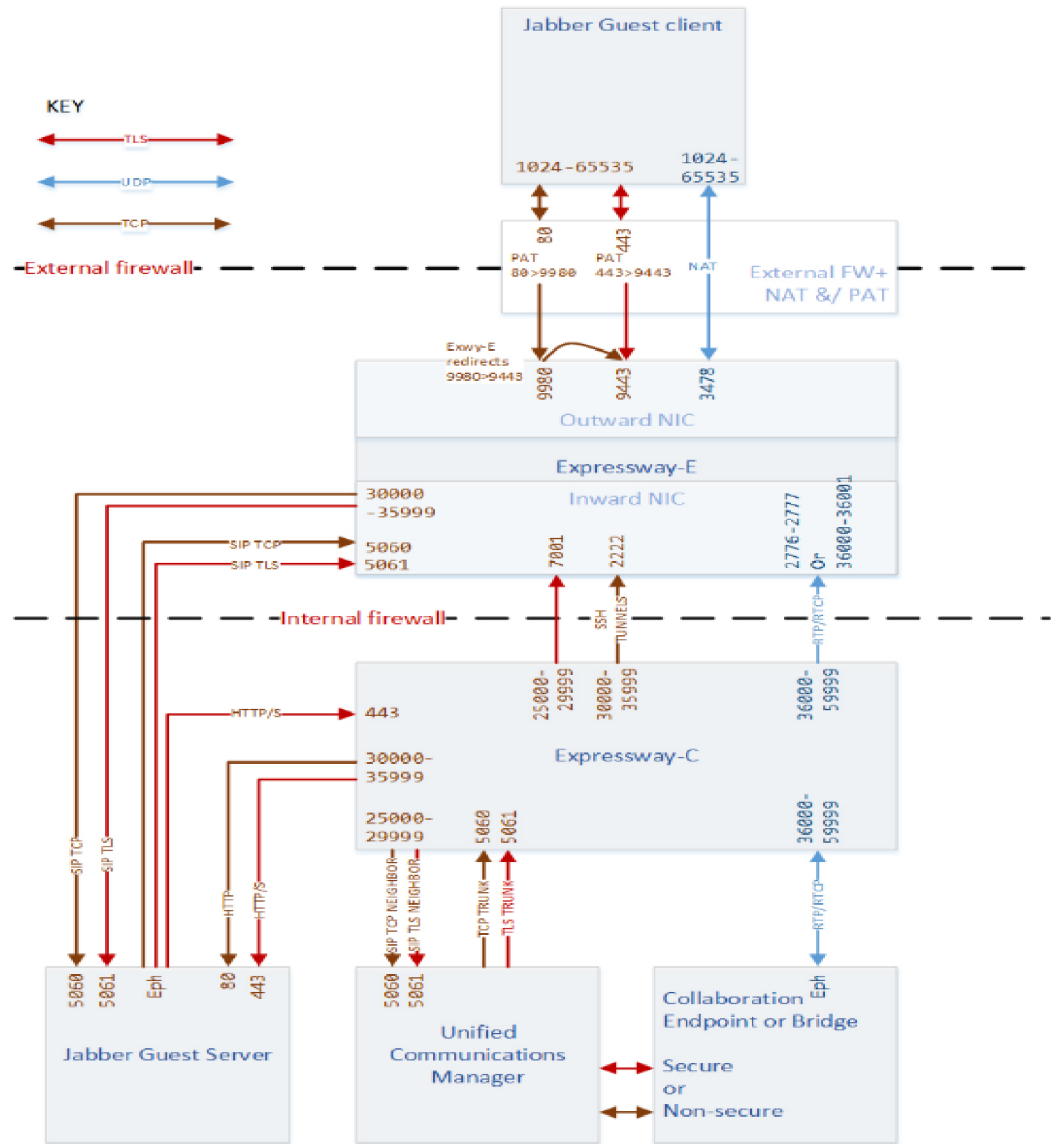 Jabber Guest client
KEY
TLS
UDP
TCP
1024-65535
1024-
65535
80
443
PAT
80>9980
PAT
443>9443
NAT
External firewall
External FW+
NAT &/ PAT
Exwy-E
redirects
9980>9443
9980
9443
3478
Outward NIC
Expressway-E
Inward NIC
30000
-35999
SIP TCP
5060
SIP TLS
5061
7001
2222
2776-2777
Or
36000-36001
Internal firewall
SSH
TUNNELS
RTP/RTCP
25000-
29999
30000-
35999
36000-
59999
HTTP/S
443
Expressway-C
30000-
35999
25000-
29999
5060
5061
36000-
59999
SIP TCP
SIP TLS
HTTP
HTTP/S
SIP TCP NEIGHBOR
SIP TLS NEIGHBOR
TCP TRUNK
TLS TRUNK
RTP/RTCP
5060
5061
Eph
80
443
Jabber Guest Server
5060
5061
Unified
Communications
Manager
Eph
Collaboration
Endpoint or Bridge
Secure
or
Non-secure